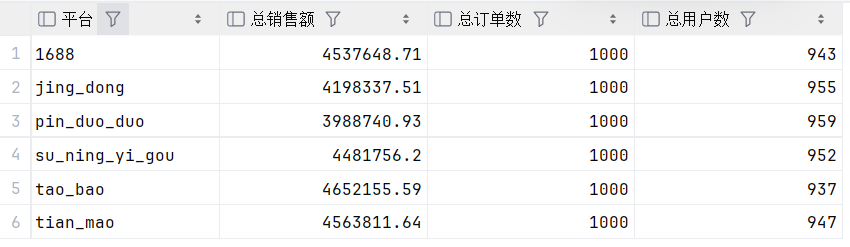 平台 总销售额 总订单数 总用户数
1 1688 4537648.71 1000 943
2 jing_dong 4198337.51 1000 955
3 pin_duo_duo 3988740.93 1000 959
4 su_ning_yi_gou 4481756.2 1000 952
5 tao_bao 4652155.59 1000 937
6 tian_mao 4563811.64 1000 947